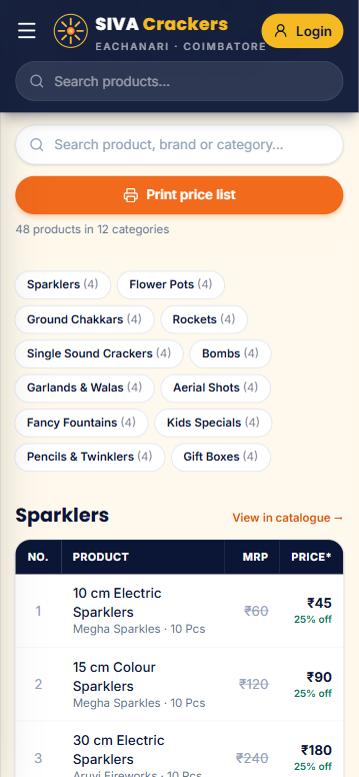 SIVA Crackers
EACHANARI · COIMBATORE
Login
Search products...
Search product, brand or category...
Print price list
48 products in 12 categories
Sparklers (4) Flower Pots (4)
Ground Chakkars (4) Rockets (4)
Single Sound Crackers (4) Bombs (4)
Garlands & Walas (4) Aerial Shots (4)
Fancy Fountains (4) Kids Specials (4)
Pencils & Twinklers (4) Gift Boxes (4)
Sparklers View in catalogue →
NO. PRODUCT MRP PRICE*
1 10 cm Electric Sparklers ₹60 ₹45
Megha Sparkles · 10 Pcs 25% off
2 15 cm Colour Sparklers ₹120 ₹90
Megha Sparkles · 10 Pcs 25% off
3 30 cm Electric Sparklers ₹240 ₹180
Aruvi Fireworks · 10 Pcs 25% off